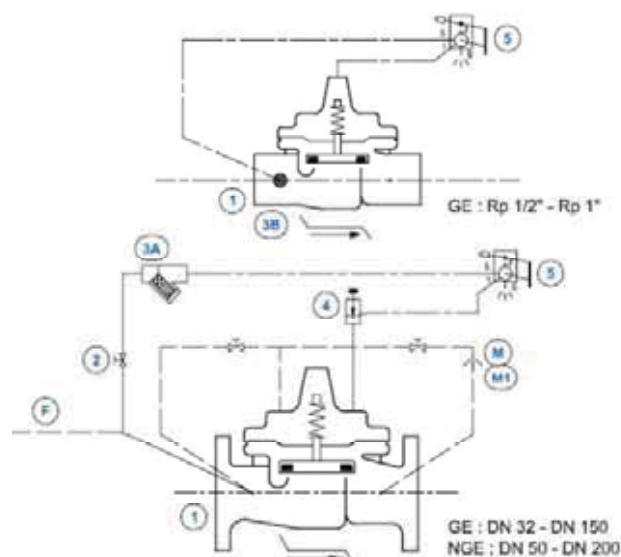 5
1
GE : Rp 1/2" - Rp 1"
3B
3A
5
4
2
M
M1
F
1
GE : DN 32 - DN 150
NGE : DN 50 - DN 200